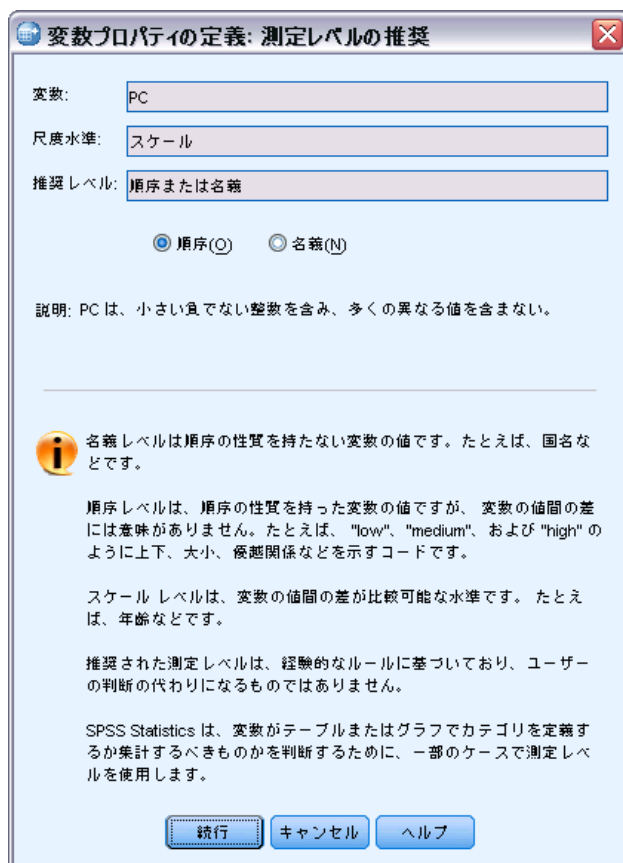 変数プロパティの定義: 測定レベルの推奨
変数: PC
尺度水準: スケール
推奨レベル: 順序または名義
順序(O) 名義(N)
説明: PC は、小さい負でない整数を含み、多くの異なる値を含まない。
名義レベルは順序の性質を持たない変数の値です。たとえば、国名な
どです。
順序レベルは、順序の性質を持った変数の値ですが、 変数の値間の差
には意味がありません。たとえば、 "low"、"medium"、および "high" の
ように上下、大小、優越関係などを示すコードです。
スケール レベルは、変数の値間の差が比較可能な水準です。 たとえ
ば、年齢などです。
推奨された測定レベルは、経験的なルールに基づいており、ユーザー
の判断の代わりになるものではありません。
SPSS Statistics は、変数がテーブルまたはグラフでカテゴリを定義す
るか集計するべきものかを判断するために、一部のケースで測定レベ
ルを使用します。
続行 キャンセル ヘルプ